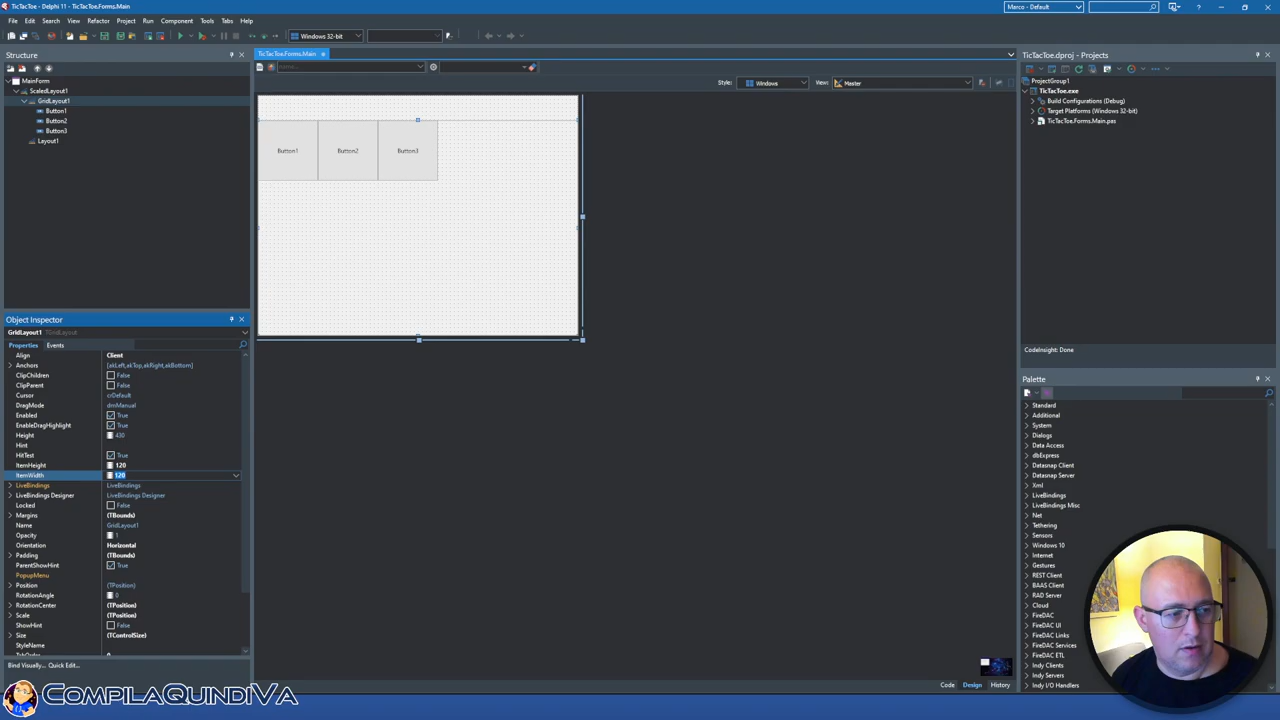 TicTacToe - Delphi 11 - TicTacToe.Forms.Main
Marco - Default
File Edit Search View Refactor Project Run Component Tools Tabs Help
Windows 32-bit
Structure
MainForm
ScaledLayout1
GridLayout1
Button1
Button2
Button3
Layout1
TicTacToe.Forms.Main
Style:
Windows
View:
Master
Button1
Button2
Button3
Object Inspector
GridLayout1 TGridLayout
Properties Events
Align Client
Anchors [akLeft,akTop,akRight,akBottom]
ClipChildren False
ClipParent False
Cursor crDefault
DragMode dmManual
Enabled True
EnableDragHighlight True
Height 430
Hint
HitTest True
ItemHeight 120
ItemWidth 120
LiveBindings LiveBindings
LiveBindings Designer LiveBindings Designer
Locked False
Margins (TBounds)
Name GridLayout1
Opacity 1
Orientation Horizontal
Padding (TBounds)
ParentShowHint True
PopupMenu
Position (TPosition)
RotationAngle 0
RotationCenter (TPosition)
Scale (TPosition)
ShowHint False
Size (TControlSize)
StyleName
Bind Visually... Quick Edit...
Code Design History
TicTacToe.dproj - Projects
ProjectGroup1
TicTacToe.exe
Build Configurations (Debug)
Target Platforms (Windows 32-bit)
TicTacToe.Forms.Main.pas
CodeInsight: Done
Palette
Standard
Additional
System
Dialogs
Data Access
dbExpress
Datasnap Client
Datasnap Server
Xml
LiveBindings
LiveBindings Misc
Net
Tethering
Sensors
Windows 10
Internet
Gestures
REST Client
BAAS Client
RAD Server
Cloud
FireDAC
FireDAC UI
FireDAC Links
FireDAC Services
FireDAC ETL
Indy Clients
Indy Servers
Indy I/O Handlers
COMPILAQUINDIVA